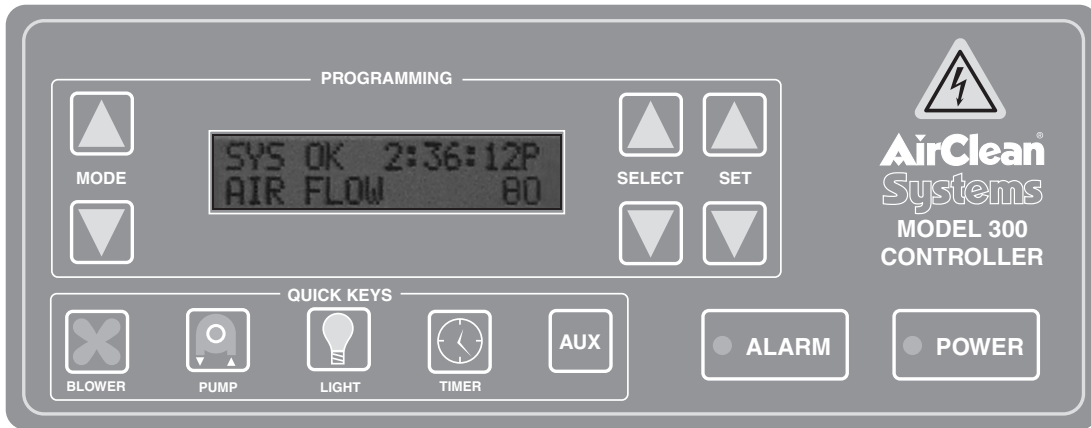 PROGRAMMING
MODE
SYS OK 2:36:12P
AIR FLOW 80
SELECT
SET
AirClean®
Systems
MODEL 300
CONTROLLER
QUICK KEYS
BLOWER
PUMP
LIGHT
TIMER
AUX
ALARM
POWER